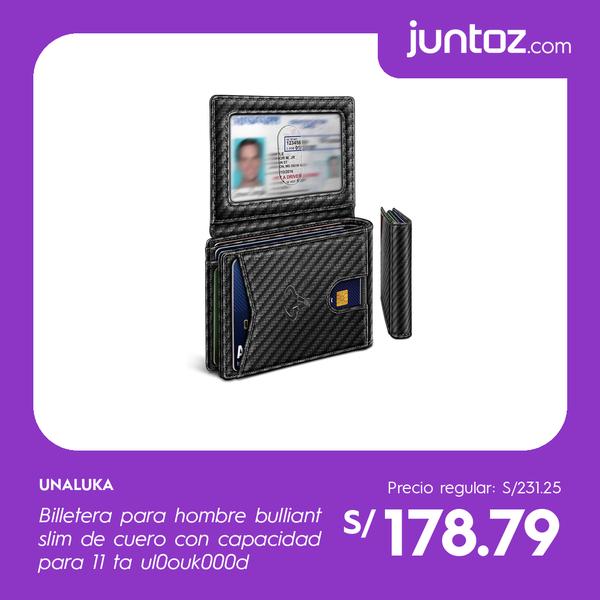 juntoz.com
123456
UNALUKA
Billetera para hombre bulliant
slim de cuero con capacidad
para 11 ta ul0ouk000d
Precio regular: S/231.25
S/178.79